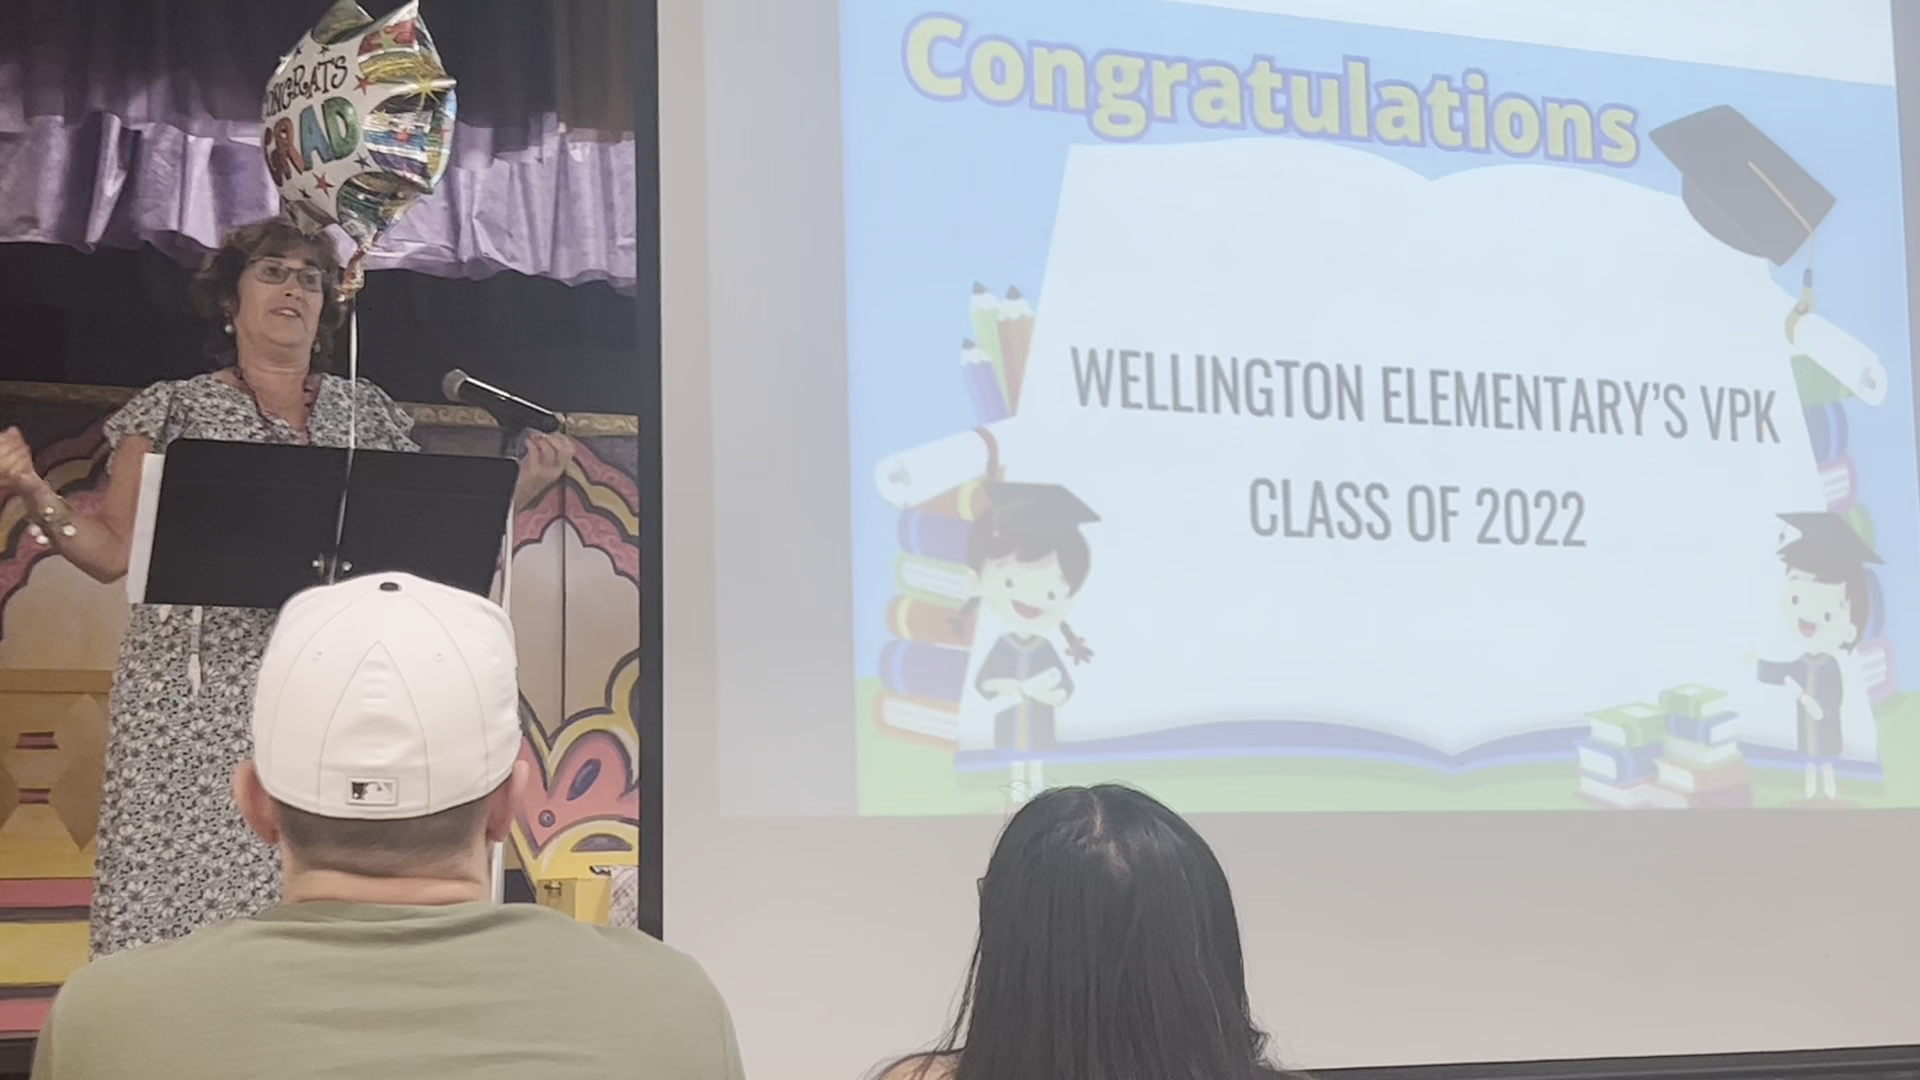 CONGRATS
GRAD
Congratulations
WELLINGTON ELEMENTARY'S VPK
CLASS OF 2022